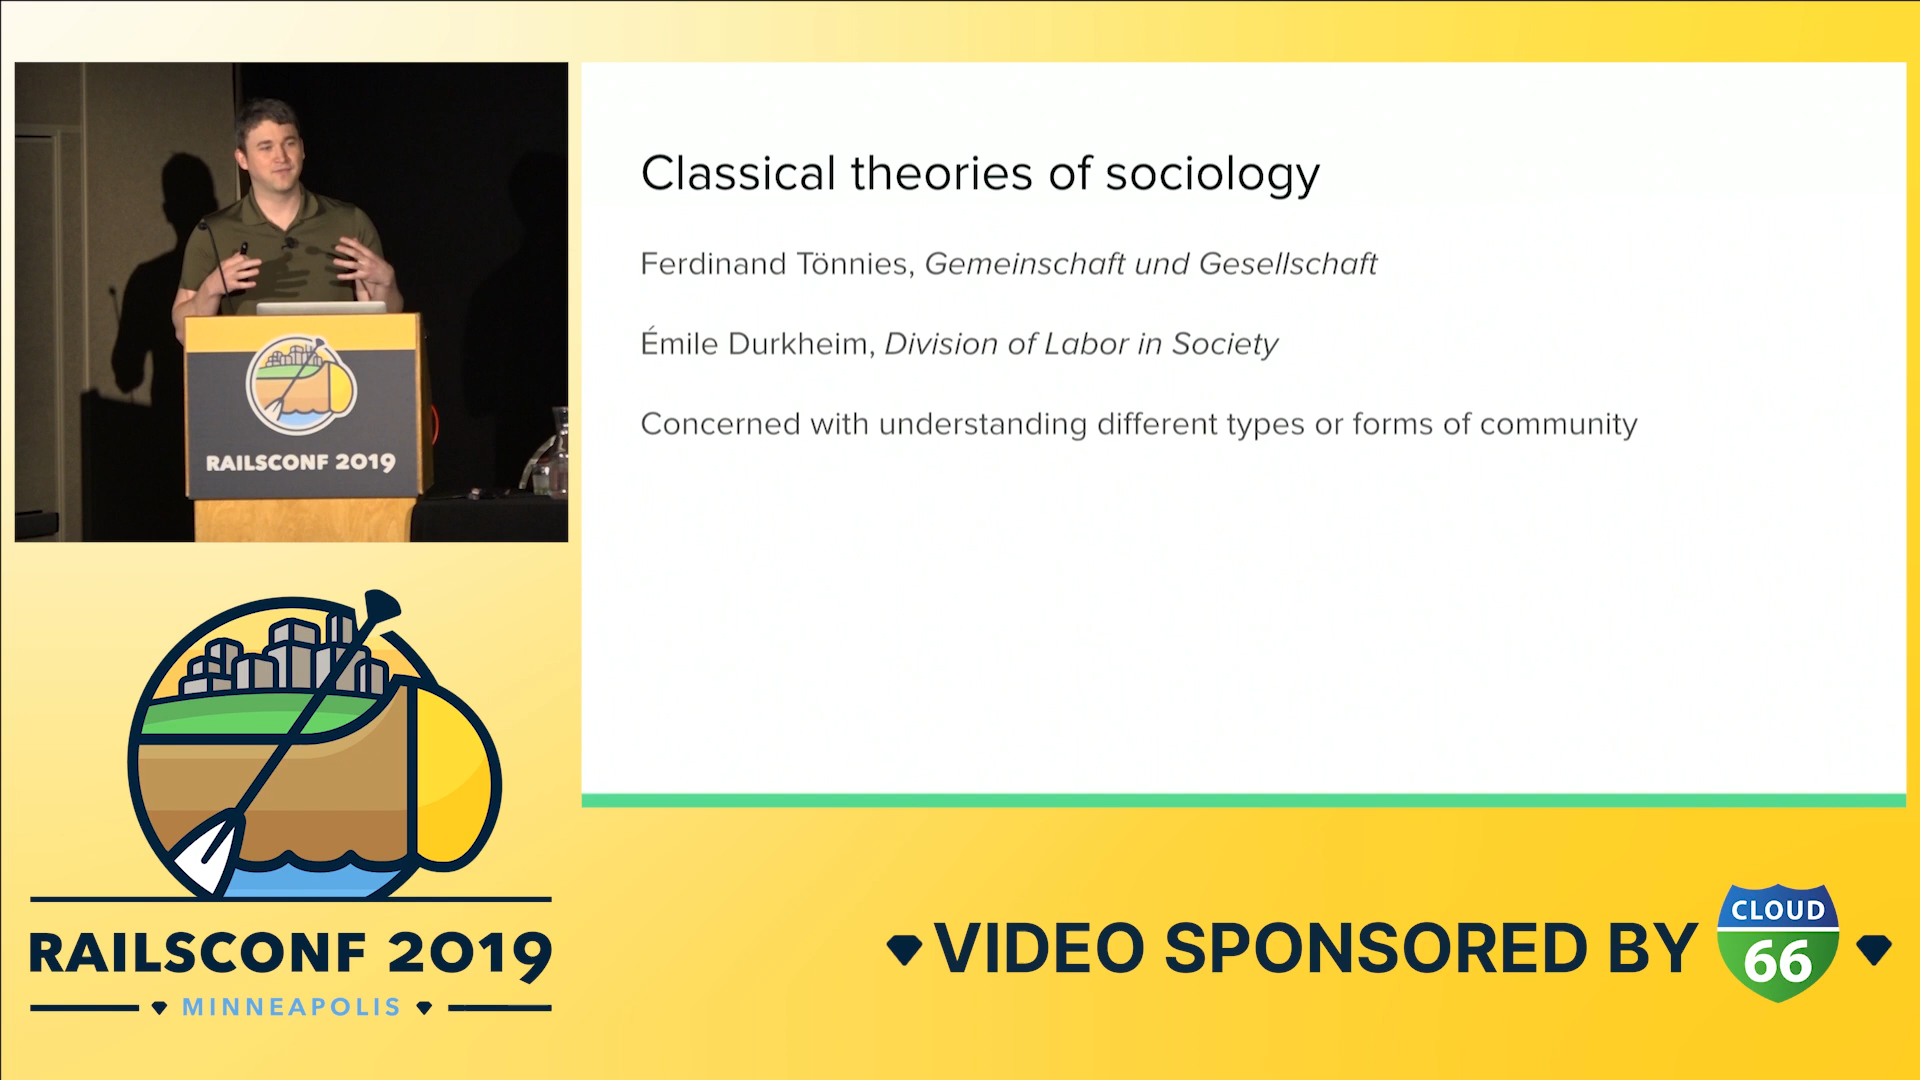 Classical theories of sociology
Ferdinand Tönnies, Gemeinschaft und Gesellschaft
Émile Durkheim, Division of Labor in Society
Concerned with understanding different types or forms of community
RAILSCONF 2019
RAILSCONF 2019
MINNEAPOLIS
VIDEO SPONSORED BY
CLOUD
66